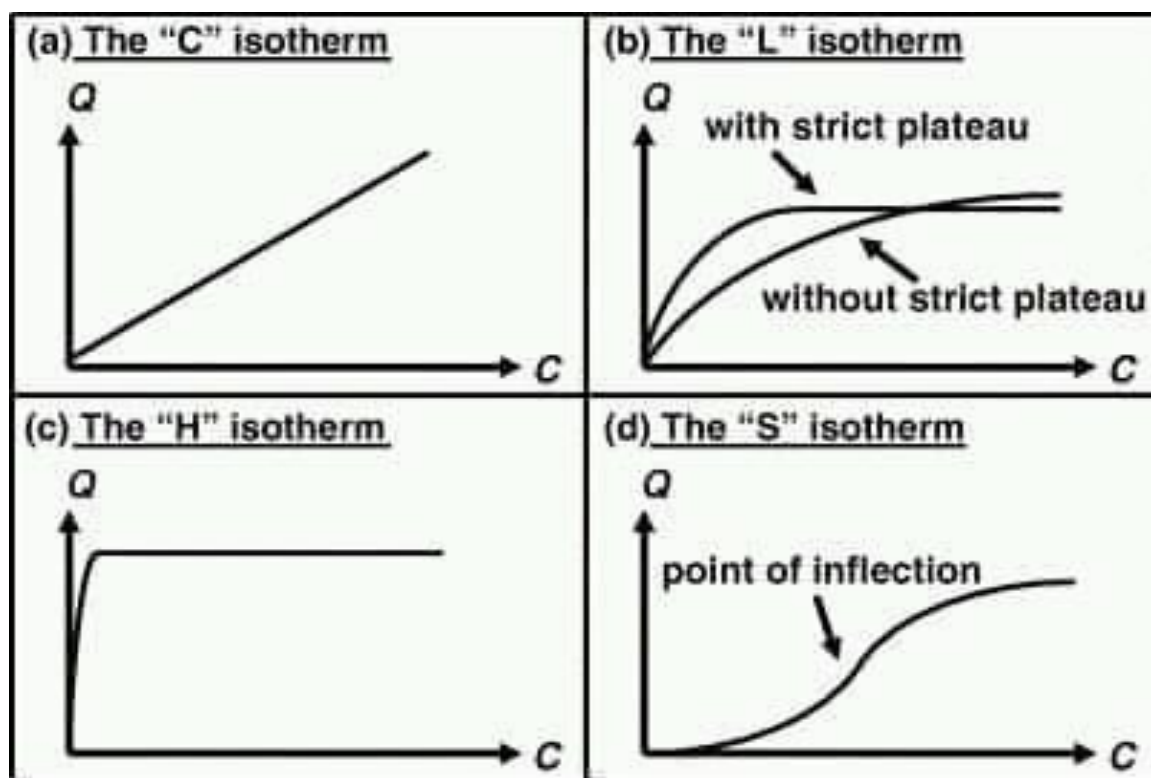 (a) The “C” isotherm
Q
C
(b) The “L” isotherm
Q
with strict plateau
without strict plateau
C
(c) The “H” isotherm
Q
C
(d) The “S” isotherm
Q
point of inflection
C